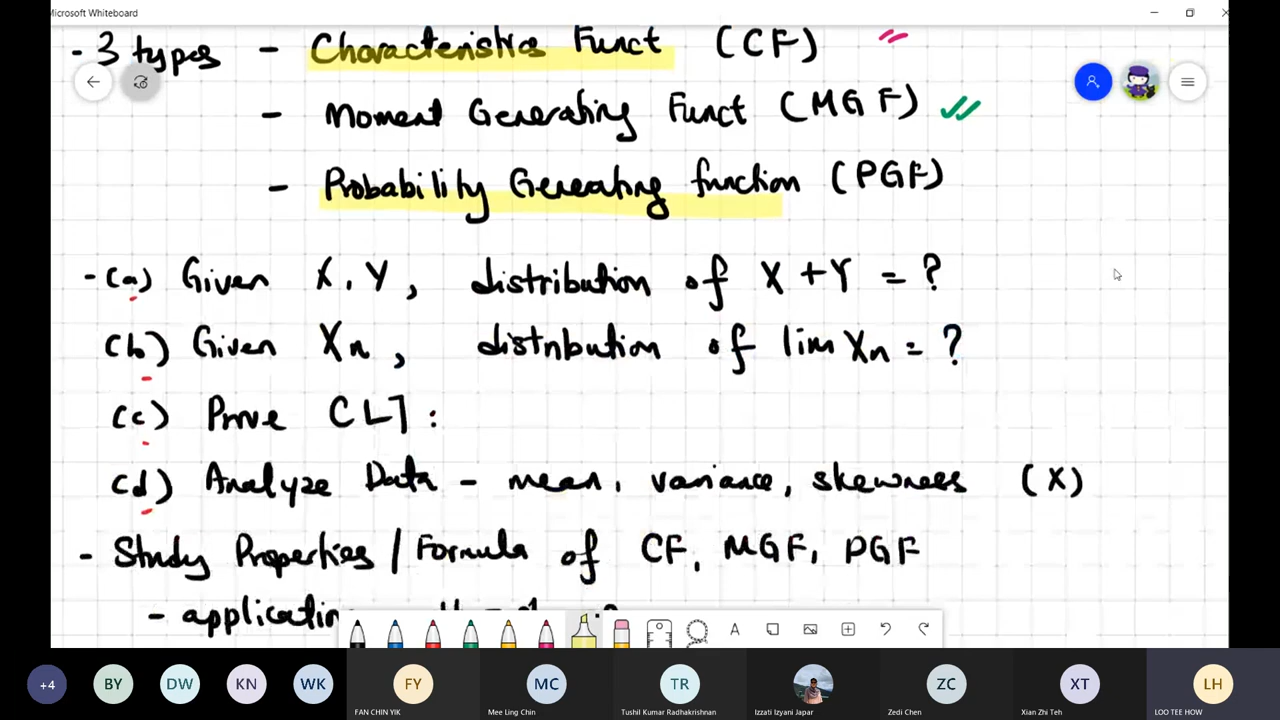 Microsoft Whiteboard
- 3 types - Characteristics Funct (CF)
- Moment Generating Funct (MGF)
- Probability Geneating function (PGF)
- (a) Given X, Y, distribution of X + Y = ?
(b) Given Xn, distribution of lim Xn = ?
(c) Prove CLT:
(d) Analyze Data - mean, variance, skewness (X)
- Study Properties / Formula of CF, MGF, PGF
- application
A
+4 BY DW KN WK FY MC TR ZC XT LH
FAN CHIN YIK Mee Ling Chin Tushil Kumar Radhakrishnan Izzati Izyani Japar Zedi Chen Xian Zhi Teh LOO TEE HOW